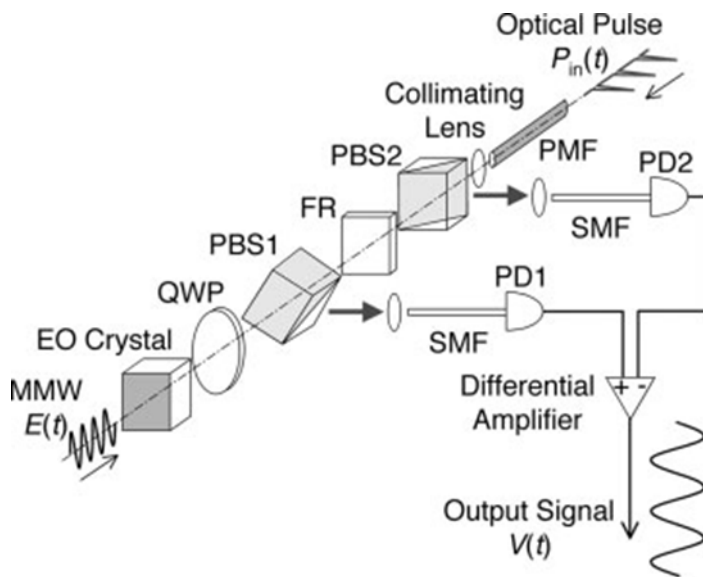 Optical Pulse
Pin(t)
Collimating
Lens
PMF
PBS2
PD2
FR
SMF
PBS1
PD1
QWP
SMF
EO Crystal
MMW
E(t)
Differential
Amplifier
+ -
Output Signal
V(t)